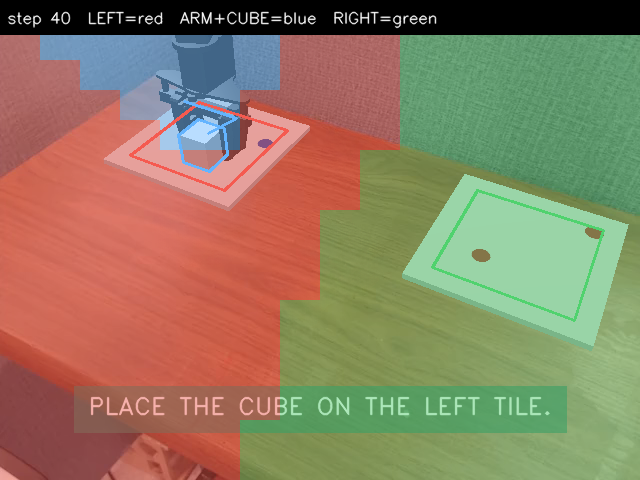 step 40 LEFT=red ARM+CUBE=blue RIGHT=green
PLACE THE CUBE ON THE LEFT TILE.